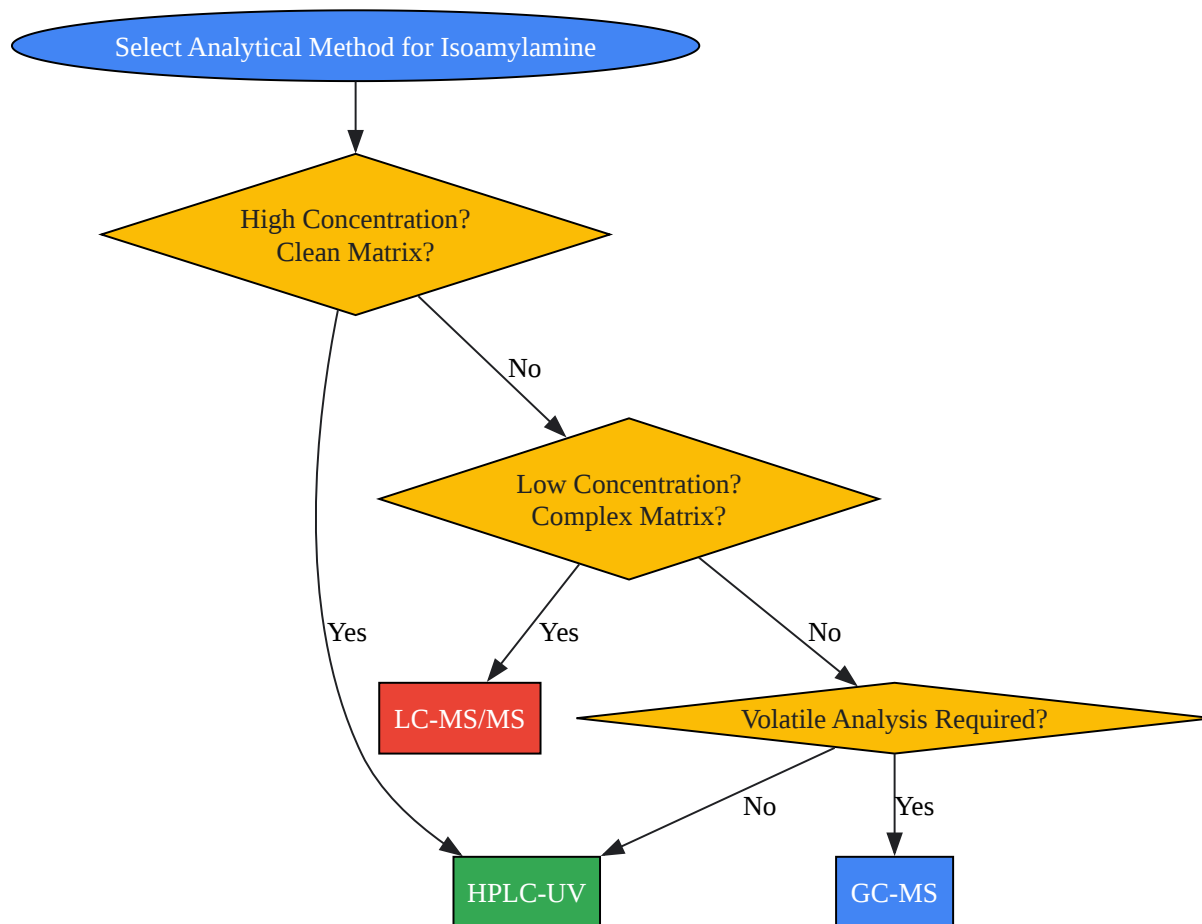 Select Analytical Method for Isoamylamine
High Concentration?
Clean Matrix?
No
Low Concentration?
Complex Matrix?
Yes
Yes
No
LC-MS/MS
Volatile Analysis Required?
No
Yes
HPLC-UV
GC-MS